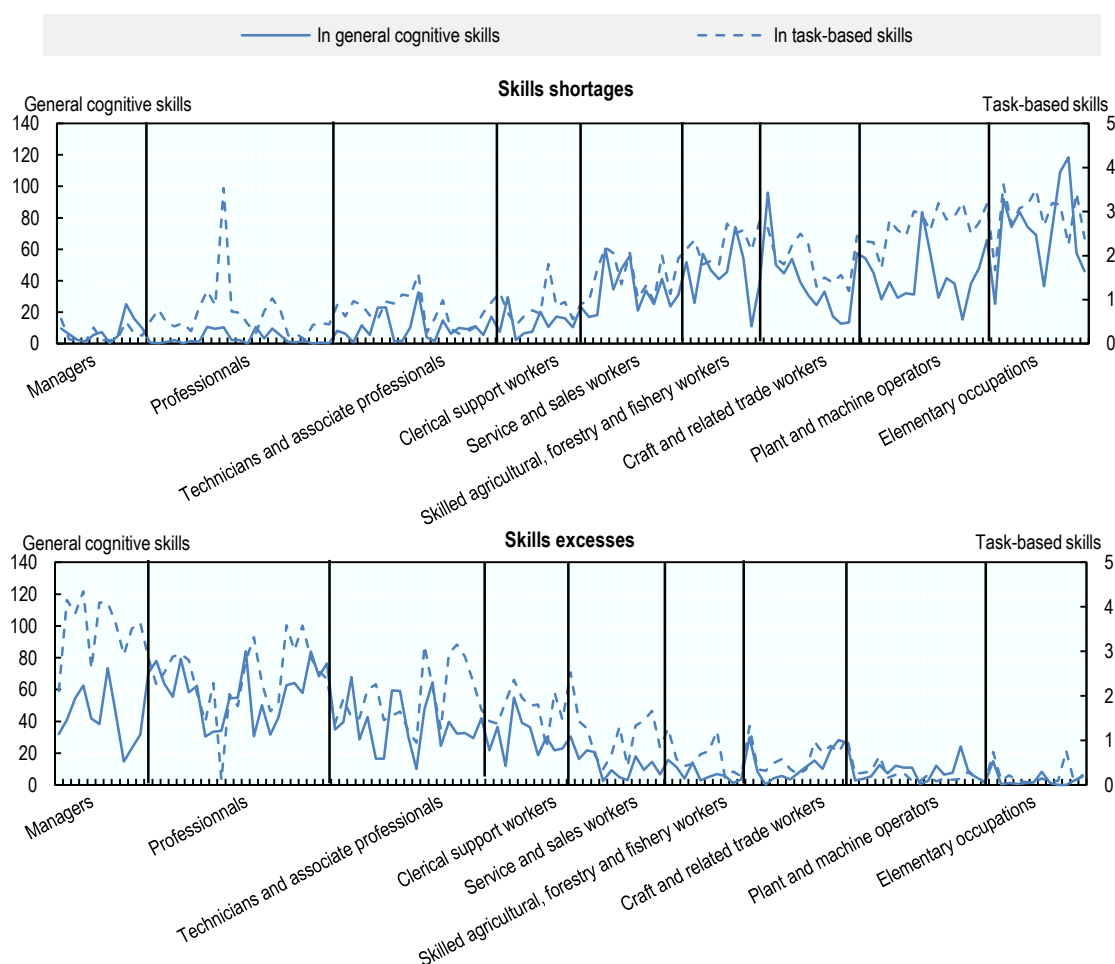 In general cognitive skills
In task-based skills
Skills shortages
General cognitive skills
Task-based skills
140
120
100
80
60
40
20
0
5
4
3
2
1
0
Managers
Professionnals
Technicians and associate professionals
Clerical support workers
Service and sales workers
Skilled agricultural, forestry and fishery workers
Craft and related trade workers
Plant and machine operators
Elementary occupations
Skills excesses
General cognitive skills
Task-based skills
140
120
100
80
60
40
20
0
5
4
3
2
1
0
Managers
Professionnals
Technicians and associate professionals
Clerical support workers
Service and sales workers
Skilled agricultural, forestry and fishery workers
Craft and related trade workers
Plant and machine operators
Elementary occupations